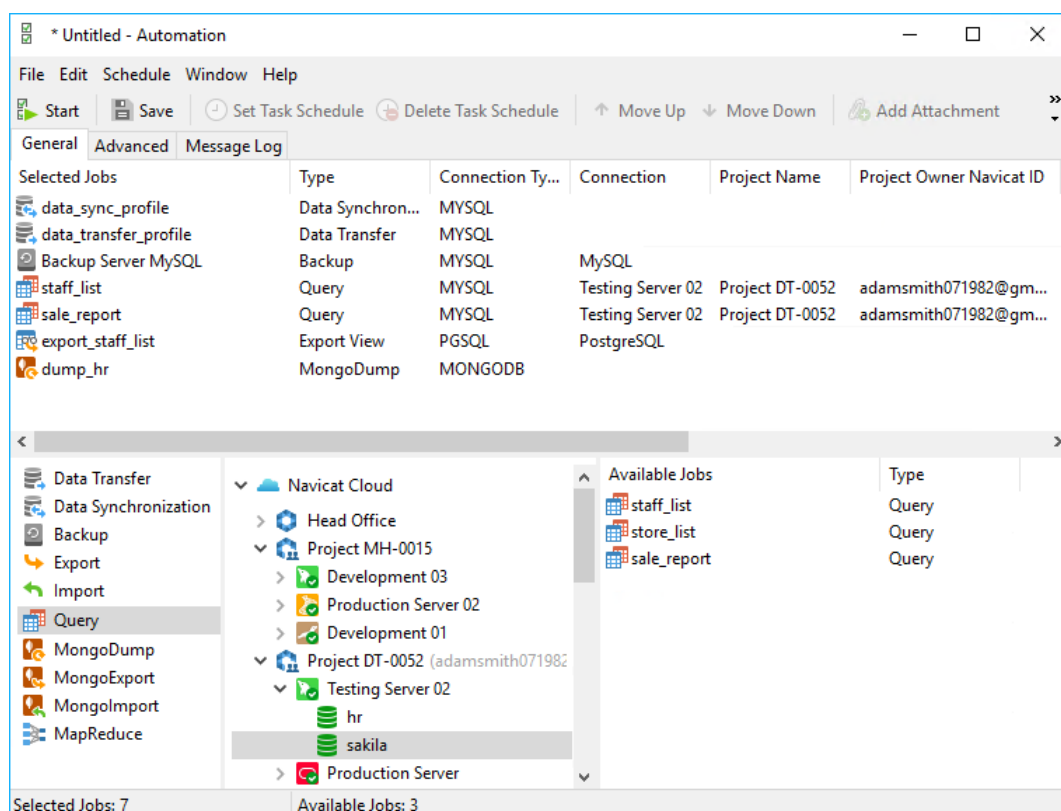 * Untitled - Automation
File Edit Schedule Window Help
Start Save Set Task Schedule Delete Task Schedule Move Up Move Down Add Attachment
General Advanced Message Log
Selected Jobs Type Connection Ty... Connection Project Name Project Owner Navicat ID
data_sync_profile Data Synchron... MYSQL
data_transfer_profile Data Transfer MYSQL
Backup Server MySQL Backup MYSQL MySQL
staff_list Query MYSQL Testing Server 02 Project DT-0052 adamsmith071982@gm...
sale_report Query MYSQL Testing Server 02 Project DT-0052 adamsmith071982@gm...
export_staff_list Export View PGSQL PostgreSQL
dump_hr MongoDump MONGODB
Data Transfer
Data Synchronization
Backup
Export
Import
Query
MongoDump
MongoExport
MongoImport
MapReduce
Navicat Cloud
Head Office
Project MH-0015
Development 03
Production Server 02
Development 01
Project DT-0052 (adamsmith071982
Testing Server 02
hr
sakila
Production Server
Available Jobs Type
staff_list Query
store_list Query
sale_report Query
Selected Jobs: 7 Available Jobs: 3